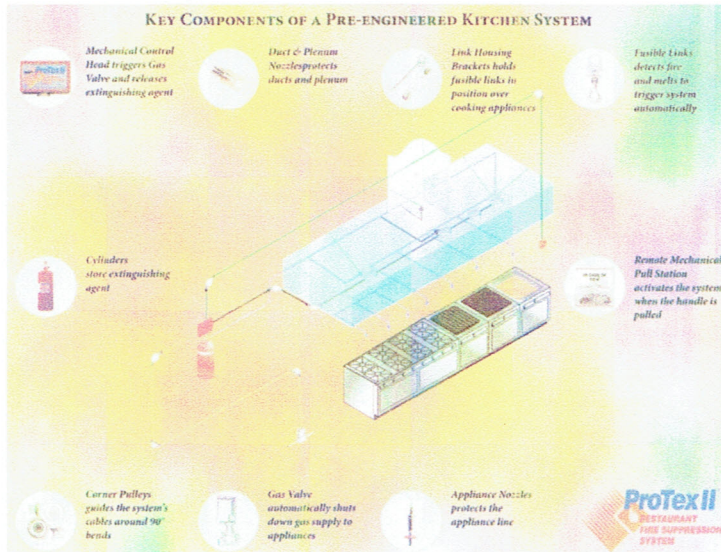 KEY COMPONENTS OF A PRE-ENGINEERED KITCHEN SYSTEM
Mechanical Control
Head triggers Gas
Valve and releases
extinguishing agent
Duct & Plenum
Nozzlesprotects
ducts and plenum
Link Housing
Brackets holds
fusible links in
position over
cooking appliances
Fusible Links
detects fire
and melts to
trigger system
automatically
ProTexII
Cylinders
store extinguishing
agent
Remote Mechanical
Pull Station
activates the system
when the handle is
pulled
Corner Pulleys
guides the system's
cables around 90°
bends
Gas Valve
automatically shuts
down gas supply to
appliances
Appliance Nozzles
protect the
appliance line
ProTex II
RESTAURANT
FIRE SUPPRESSION
SYSTEM